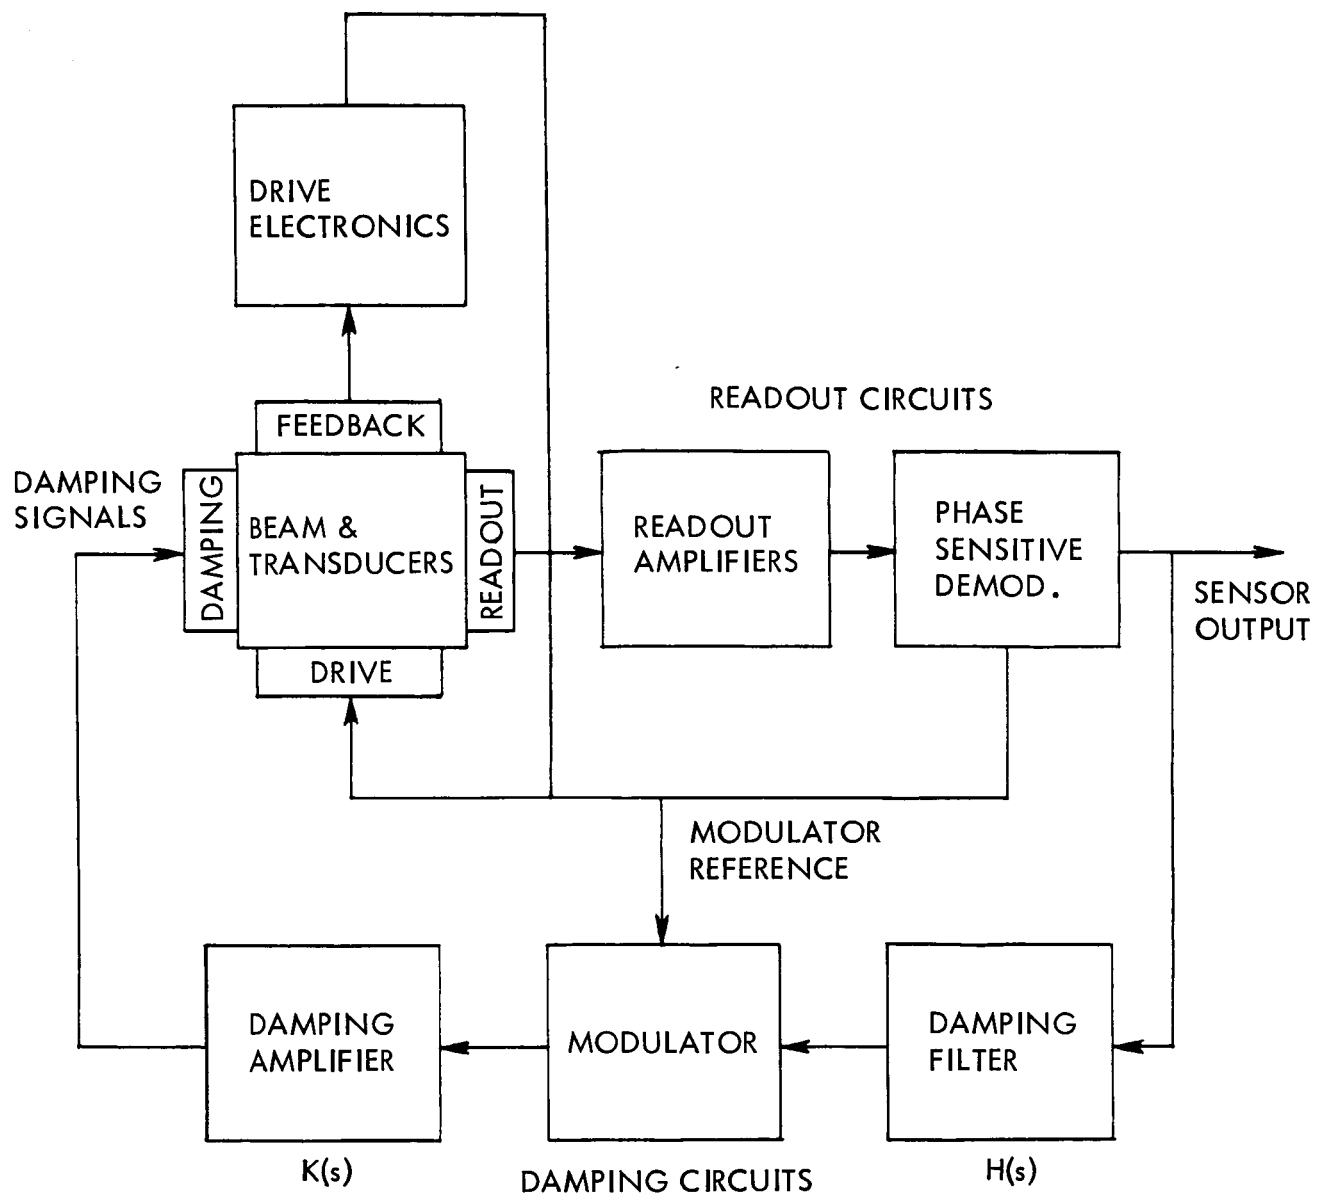 DRIVE
ELECTRONICS
READOUT CIRCUITS
FEEDBACK
DAMPING
SIGNALS
DAMPING
BEAM &
TRANSDUCERS
READOUT
DRIVE
READOUT
AMPLIFIERS
PHASE
SENSITIVE
DEMOD.
SENSOR
OUTPUT
MODULATOR
REFERENCE
DAMPING
AMPLIFIER
MODULATOR
DAMPING
FILTER
K(s)
DAMPING CIRCUITS
H(s)